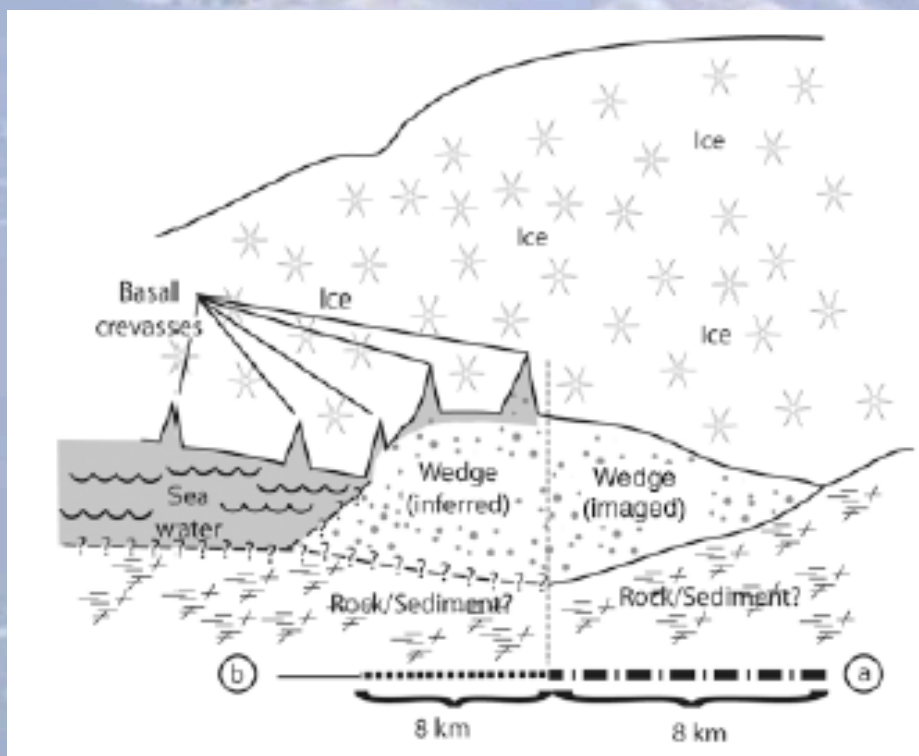 Ice
Ice
Basall
crevasses
Ice
Ice
Wedge
(inferred)
Wedge
(imaged)
Sea
water
-?-?-?-?-?-?-?-?-?-?-?-?-?-?-?-?-?
Rock/Sediment?
Rock/Sediment?
b
a
8 km
8 km